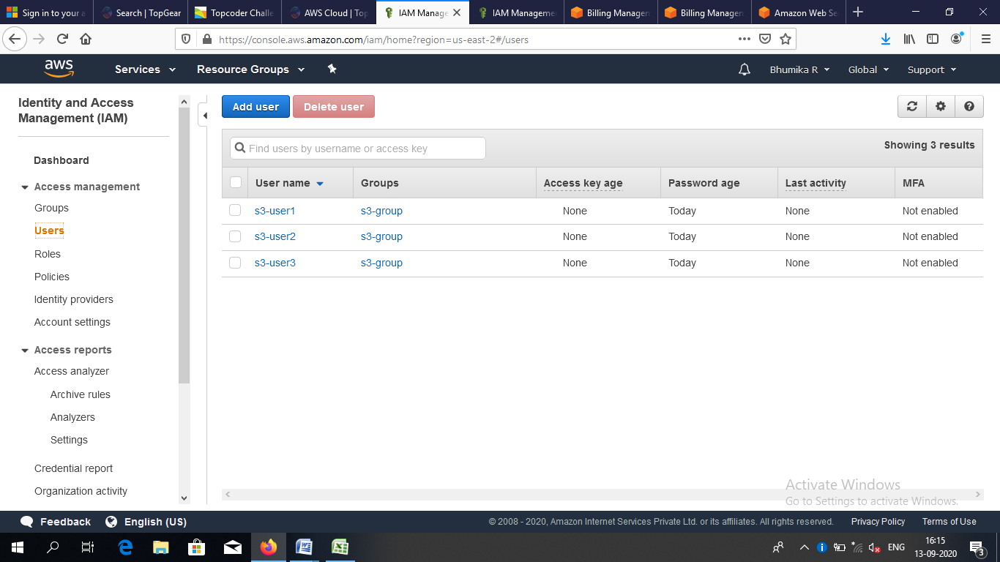 Sign in to your a
Search | TopGear
Topcoder Challe
AWS Cloud | Top
IAM Manage
IAM Manageme
Billing Managen
Billing Managen
Amazon Web Se
https://console.aws.amazon.com/iam/home?region=us-east-2#/users
aws Services Resource Groups Bhumika R Global Support
Identity and Access
Management (IAM)
Dashboard
Access management
Groups
Users
Roles
Policies
Identity providers
Account settings
Access reports
Access analyzer
Archive rules
Analyzers
Settings
Credential report
Organization activity
Add user Delete user
Find users by username or access key Showing 3 results
User name Groups Access key age Password age Last activity MFA
s3-user1 s3-group None Today None Not enabled
s3-user2 s3-group None Today None Not enabled
s3-user3 s3-group None Today None Not enabled
Activate Windows
Go to Settings to activate Windows.
Feedback English (US) © 2008 - 2020, Amazon Internet Services Private Ltd. or its affiliates. All rights reserved. Privacy Policy Terms of Use
ENG 16:15
13-09-2020
3